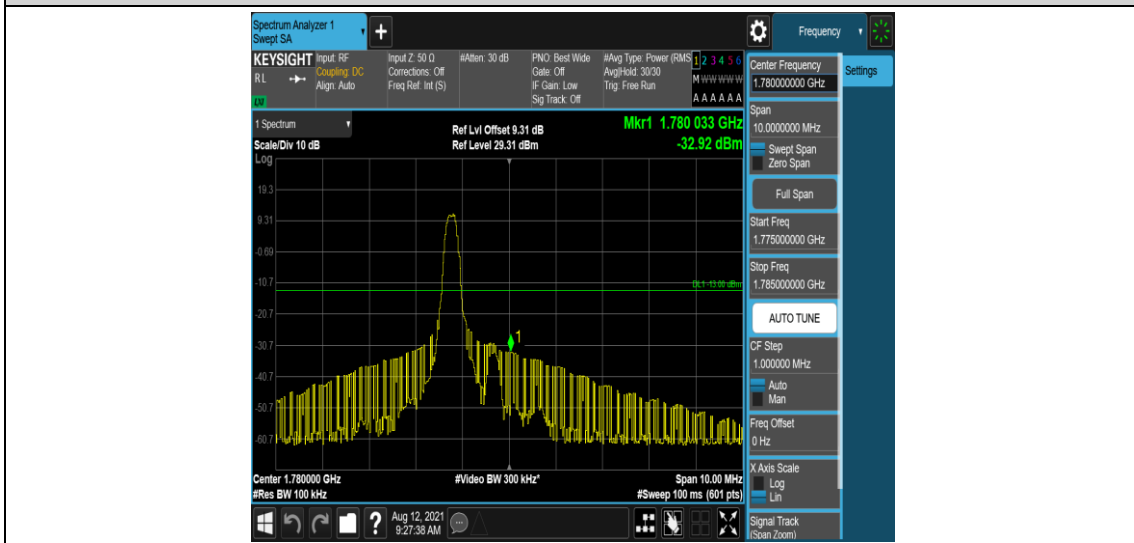 Spectrum Analyzer 1
Swept SA
Frequency
KEYSIGHT
RL
LXI
Input: RF
Coupling: DC
Align: Auto
Input Z: 50 Ω
Corrections: Off
Freq Ref: Int (S)
#Atten: 30 dB
PNO: Best Wide
Gate: Off
IF Gain: Low
Sig Track: Off
#Avg Type: Power (RMS
Avg|Hold: 30/30
Trig: Free Run
1 2 3 4 5 6
M W W W W W
A A A A A A
Center Frequency
1.780000000 GHz
Settings
1 Spectrum
Scale/Div 10 dB
Ref Lvl Offset 9.31 dB
Ref Level 29.31 dBm
Mkr1 1.780 033 GHz
-32.92 dBm
Log
19.3
9.31
-0.69
-10.7
-20.7
-30.7
-40.7
-50.7
-60.7
DL1 -13.00 dBm
1
Center 1.780000 GHz
#Res BW 100 kHz
#Video BW 300 kHz*
Span 10.00 MHz
#Sweep 100 ms (601 pts)
Span
10.0000000 MHz
Swept Span
Zero Span
Full Span
Start Freq
1.775000000 GHz
Stop Freq
1.785000000 GHz
AUTO TUNE
CF Step
1.000000 MHz
Auto
Man
Freq Offset
0 Hz
X Axis Scale
Log
Lin
Signal Track
(Span Zoom)
?
Aug 12, 2021
9:27:38 AM